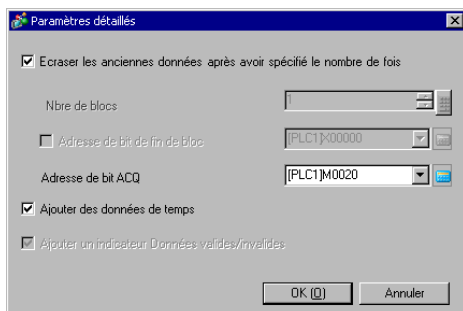 Paramètres détaillés
Ecraser les anciennes données après avoir spécifié le nombre de fois
Nbre de blocs
1
Adresse de bit de fin de bloc
[PLC1]X00000
Adresse de bit ACQ
[PLC1]M0020
Ajouter des données de temps
Ajouter un indicateur Données valides/invalides
OK (O)
Annuler